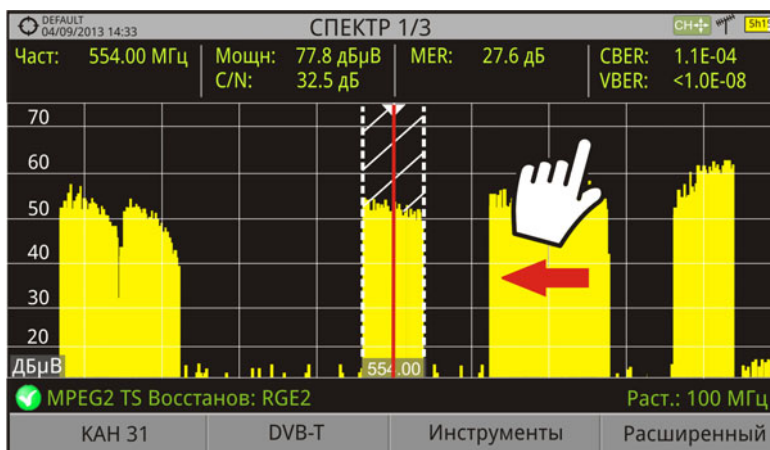 DEFAULT
04/09/2013 14:33
СПЕКТР 1/3
CH
5h15
Част: 554.00 МГц
Мощн: 77.8 дБµВ
C/N: 32.5 дБ
MER: 27.6 дБ
CBER: 1.1E-04
VBER: <1.0E-08
70
60
50
40
30
20
ДБµВ
554.00
MPEG2 TS Восстанов: RGE2
Раст.: 100 МГц
КАН 31
DVB-T
Инструменты
Расширенный